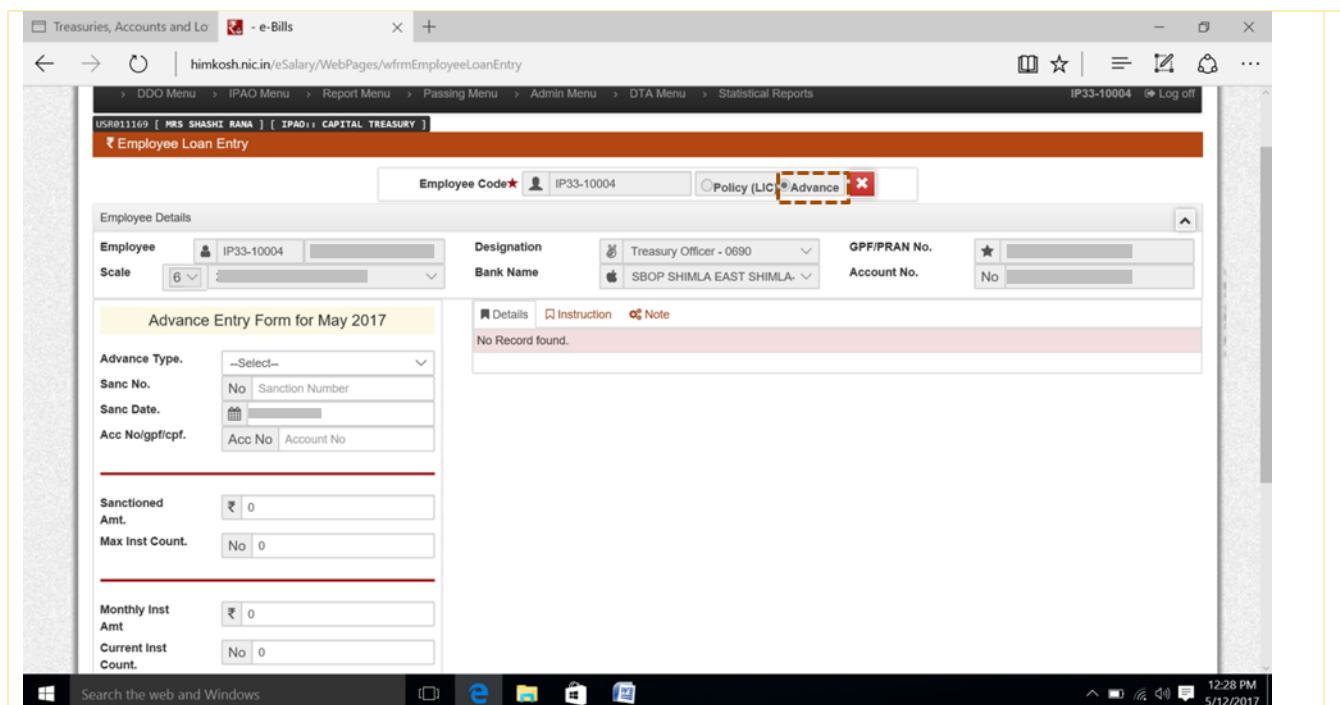 Treasuries, Accounts and Lo
- e-Bills
himkosh.nic.in/eSalary/WebPages/wfrmEmployeeLoanEntry
> DDO Menu > IPAO Menu > Report Menu > Passing Menu > Admin Menu > DTA Menu > Statistical Reports IP33-10004 Log off
USR011169 [ MRS SHASHI RANA ] [ IPAO:: CAPITAL TREASURY ]
₹ Employee Loan Entry
Employee Code★ IP33-10004 Policy (LIC) Advance
Employee Details
Employee IP33-10004 Designation Treasury Officer - 0690 GPF/PRAN No.
Scale 6 Bank Name SBOP SHIMLA EAST SHIMLA- Account No. No
Advance Entry Form for May 2017
Details Instruction Note
No Record found.
Advance Type. --Select--
Sanc No. No Sanction Number
Sanc Date.
Acc No/gpf/cpf. Acc No Account No
Sanctioned
Amt.
₹ 0
Max Inst Count. No 0
Monthly Inst
Amt
₹ 0
Current Inst
Count.
No 0
Search the web and Windows
12:28 PM
5/12/2017